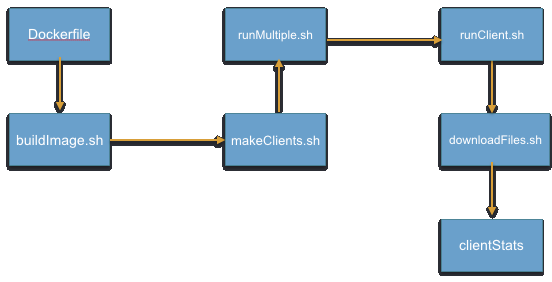 Dockerfile
runMultiple.sh
runClient.sh
buildImage.sh
makeClients.sh
downloadFiles.sh
clientStats